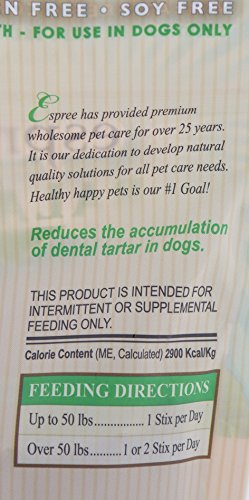 N FREE • SOY FREE
TH - FOR USE IN DOGS ONLY
Espree has provided premium
wholesome pet care for over 25 years.
It is our dedication to develop natural
quality solutions for all pet care needs.
Healthy happy pets is our #1 Goal!
Reduces the accumulation
of dental tartar in dogs.
THIS PRODUCT IS INTENDED FOR
INTERMITTENT OR SUPPLEMENTAL
FEEDING ONLY.
Calorie Content (ME, Calculated) 2900 Kcal/Kg
FEEDING DIRECTIONS
Up to 50 lbs................ 1 Stix per Day
Over 50 lbs.......... 1 or 2 Stix per Day